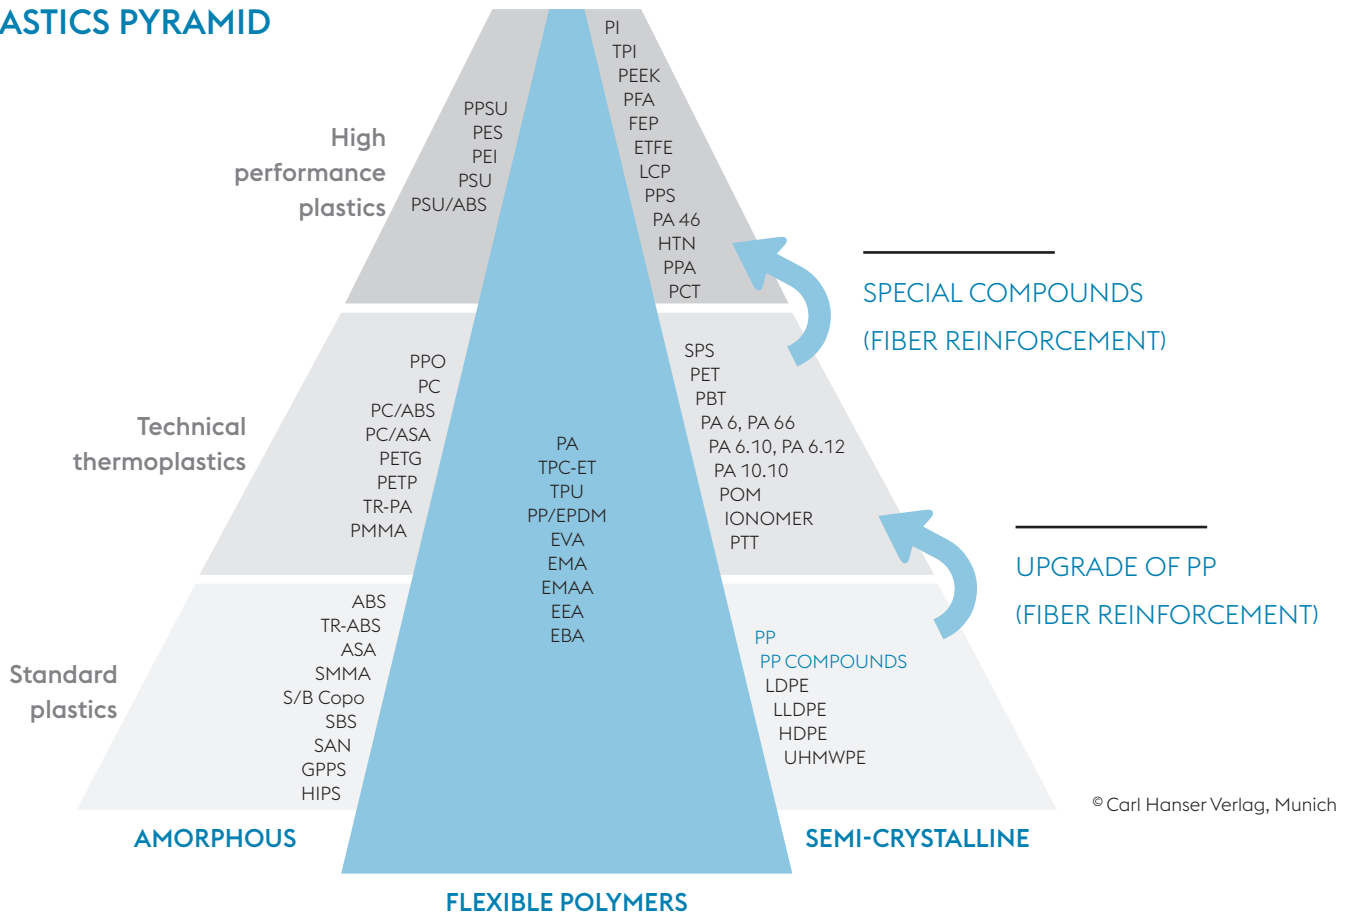 ASTICS PYRAMID
High
performance
plastics
PPSU
PES
PEI
PSU
PSU/ABS
PI
TPI
PEEK
PFA
FEP
ETFE
LCP
PPS
PA 46
HTN
PPA
PCT
SPECIAL COMPOUNDS
(FIBER REINFORCEMENT)
Technical
thermoplastics
PPO
PC
PC/ABS
PC/ASA
PETG
PETP
TR-PA
PMMA
PA
TPC-ET
TPU
PP/EPDM
EVA
EMA
EMAA
EEA
EBA
SPS
PET
PBT
PA 6, PA 66
PA 6.10, PA 6.12
PA 10.10
POM
IONOMER
PTT
UPGRADE OF PP
(FIBER REINFORCEMENT)
Standard
plastics
ABS
TR-ABS
ASA
SMMA
S/B Copo
SBS
SAN
GPPS
HIPS
PP
PP COMPOUNDS
LDPE
LLDPE
HDPE
UHMWPE
© Carl Hanser Verlag, Munich
AMORPHOUS
SEMI-CRYSTALLINE
FLEXIBLE POLYMERS